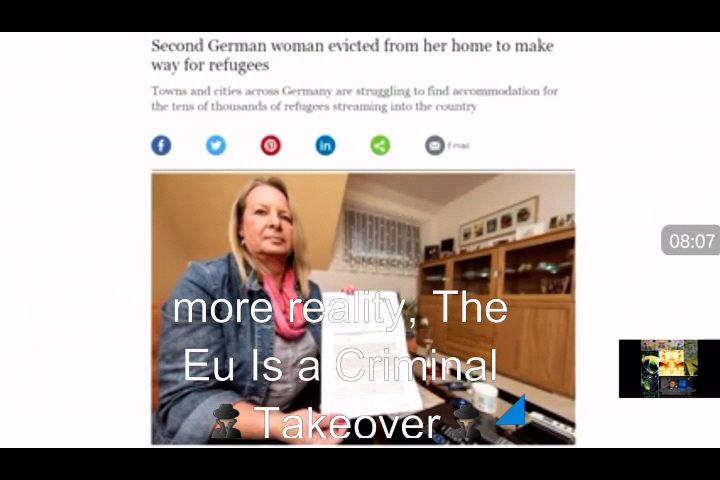 Second German woman evicted from her home to make
way for refugees
Towns and cities across Germany are struggling to find accommodation for
the tens of thousands of refugees streaming into the country
Email
08:07
more reality, The
Eu Is a Criminal
Takeover